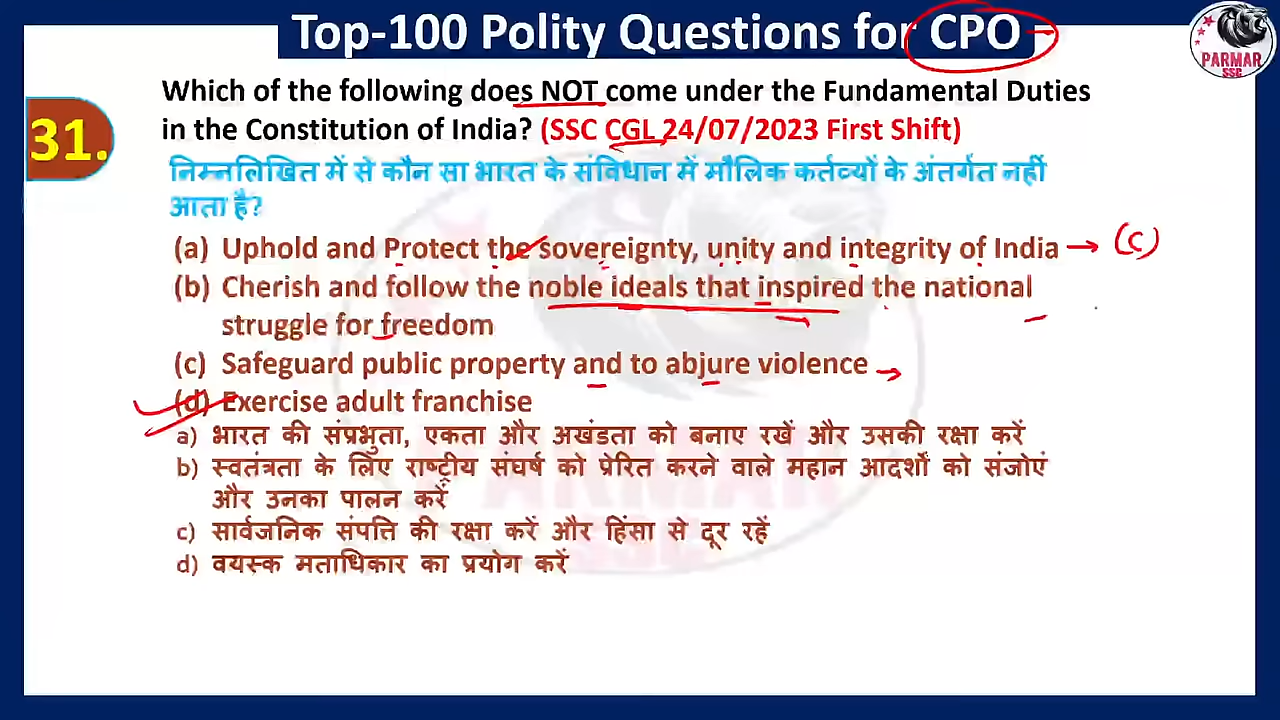 Top-100 Polity Questions for CPO
PARMAR
SSC
31.
Which of the following does NOT come under the Fundamental Duties
in the Constitution of India? (SSC CGL 24/07/2023 First Shift)
निम्नलिखित में से कौन सा भारत के संविधान में मौलिक कर्तव्यों के अंतर्गत नहीं
आता है?
(a) Uphold and Protect the sovereignty, unity and integrity of India → (c)
(b) Cherish and follow the noble ideals that inspired the national
struggle for freedom
(c) Safeguard public property and to abjure violence →
(d) Exercise adult franchise
a) भारत की संप्रभुता, एकता और अखंडता को बनाए रखें और उसकी रक्षा करें
b) स्वतंत्रता के लिए राष्ट्रीय संघर्ष को प्रेरित करने वाले महान आदर्शों को संजोएं
और उनका पालन करें
c) सार्वजनिक संपत्ति की रक्षा करें और हिंसा से दूर रहें
d) वयस्क मताधिकार का प्रयोग करें
PARMAR
SSC